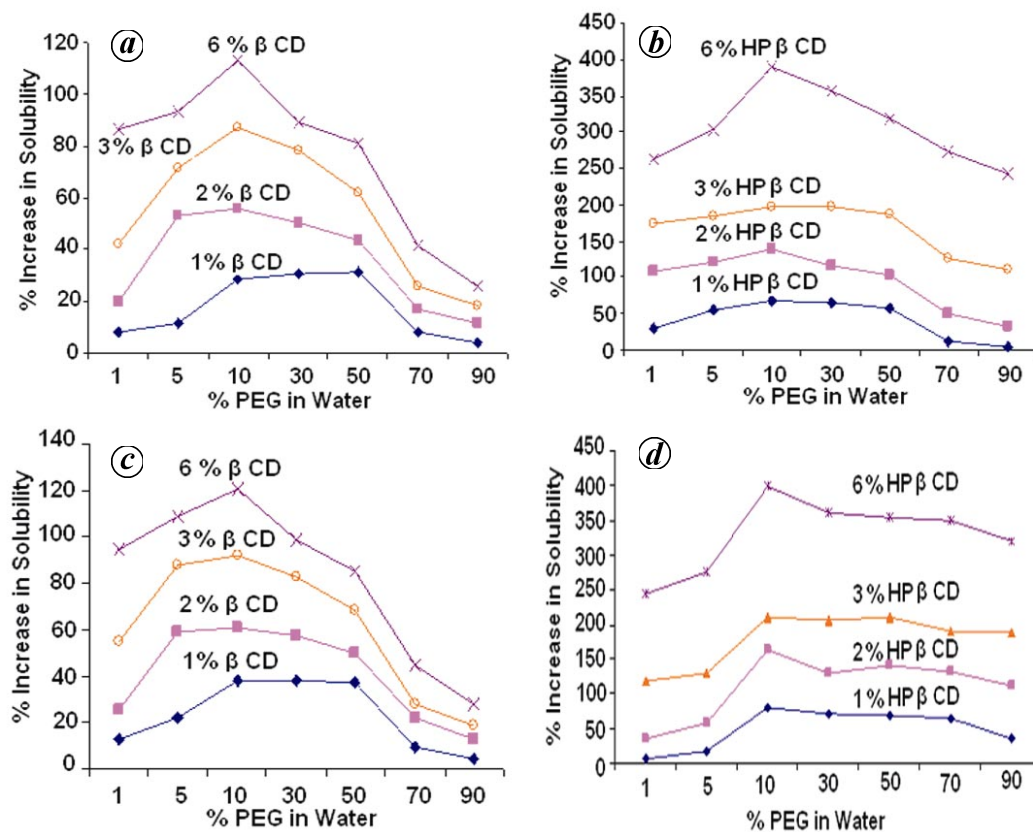 a
120
100
80
60
40
20
0
% Increase in Solubility
6 % β CD
3% β CD
2% β CD
1% β CD
1 5 10 30 50 70 90
% PEG in Water
b
450
400
350
300
250
200
150
100
50
0
% Increase in Solubility
6% HP β CD
3% HP β CD
2% HP β CD
1% HP β CD
1 5 10 30 50 70 90
% PEG in Water
c
140
120
100
80
60
40
20
0
% Increase in Solubility
6 % β CD
3% β CD
2% β CD
1% β CD
1 5 10 30 50 70 90
% PEG in Water
d
450
400
350
300
250
200
150
100
50
0
% Increase in Solubility
6% HP β CD
3% HP β CD
2% HP β CD
1% HP β CD
1 5 10 30 50 70 90
% PEG in Water